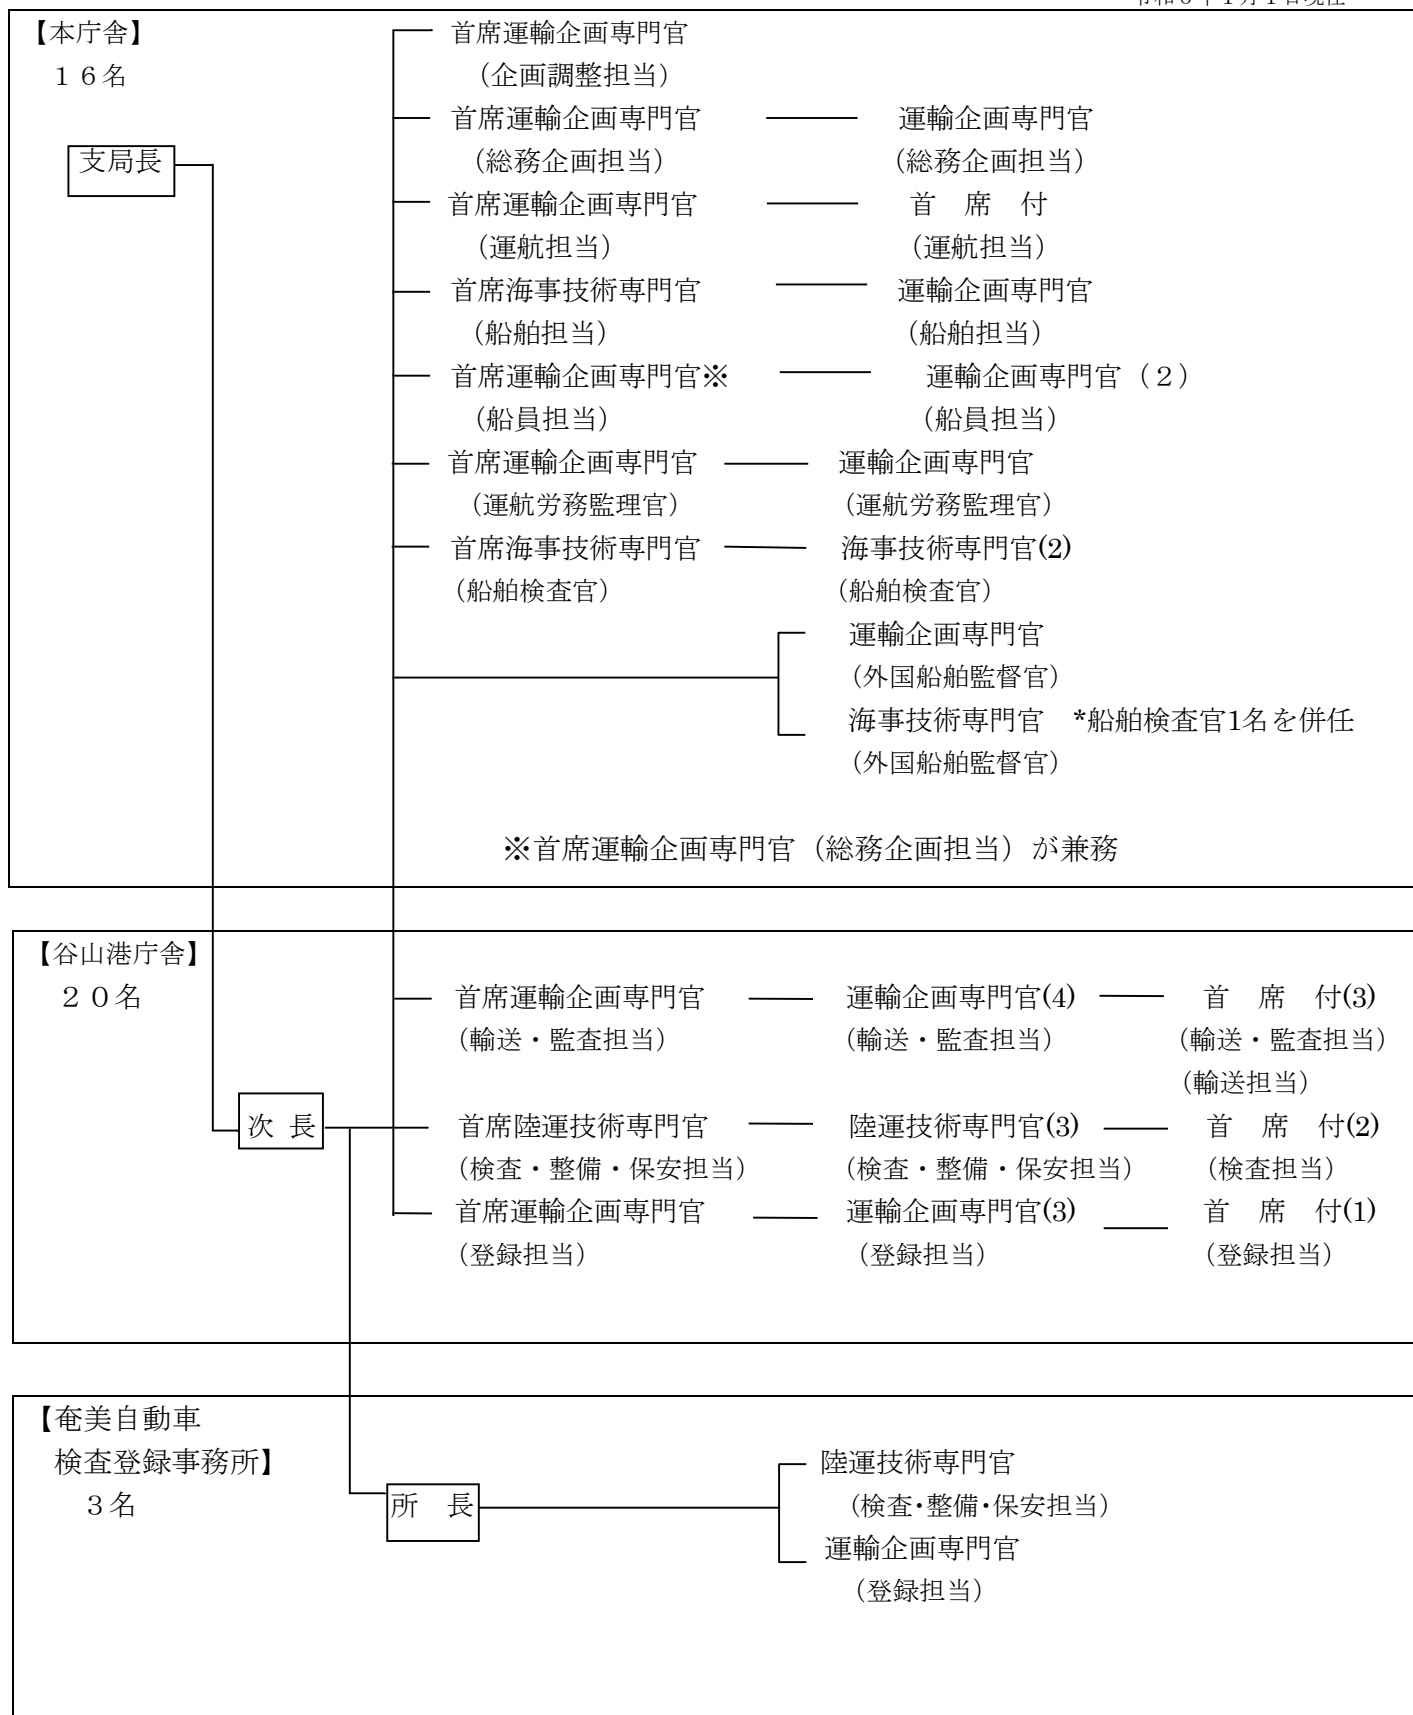 【本庁舎】 首席運輸企画専門官
１６名 （企画調整担当）
首席運輸企画専門官 運輸企画専門官
支局長 （総務企画担当） （総務企画担当）
首席運輸企画専門官 首 席 付
（運航担当） （運航担当）
首席海事技術専門官 運輸企画専門官
（船舶担当） （船舶担当）
首席運輸企画専門官※ 運輸企画専門官（２）
（船員担当） （船員担当）
首席運輸企画専門官 運輸企画専門官
（運航労務監理官） （運航労務監理官）
首席海事技術専門官 海事技術専門官(2)
（船舶検査官） （船舶検査官）
運輸企画専門官
（外国船舶監督官）
海事技術専門官 *船舶検査官1名を併任
（外国船舶監督官）
※首席運輸企画専門官（総務企画担当）が兼務
【谷山港庁舎】
２０名 首席運輸企画専門官 運輸企画専門官(4) 首 席 付(3)
（輸送・監査担当） （輸送・監査担当） （輸送・監査担当）
（輸送担当）
次 長 首席陸運技術専門官 陸運技術専門官(3) 首 席 付(2)
（検査・整備・保安担当） （検査・整備・保安担当） （検査担当）
首席運輸企画専門官 運輸企画専門官(3) 首 席 付(1)
（登録担当） （登録担当） （登録担当）
【奄美自動車
検査登録事務所】 陸運技術専門官
３名 所 長 （検査・整備・保安担当）
運輸企画専門官
（登録担当）